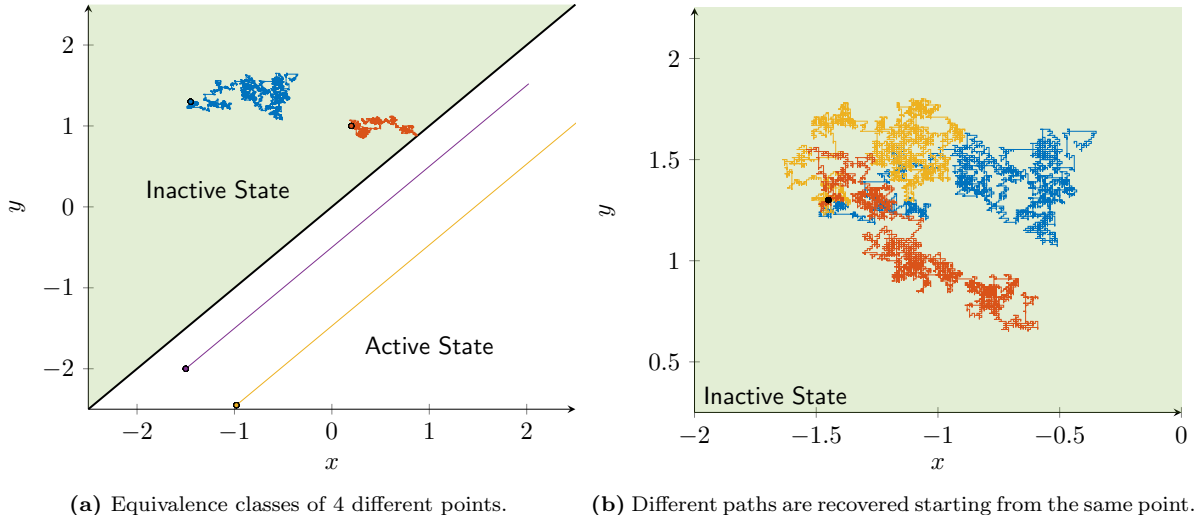 2
1
0
−1
−2
y
Inactive State
Active State
−2
−1
0
1
2
x
(a) Equivalence classes of 4 different points.
2
1.5
1
0.5
y
Inactive State
−2
−1.5
−1
−0.5
0
x
(b) Different paths are recovered starting from the same point.